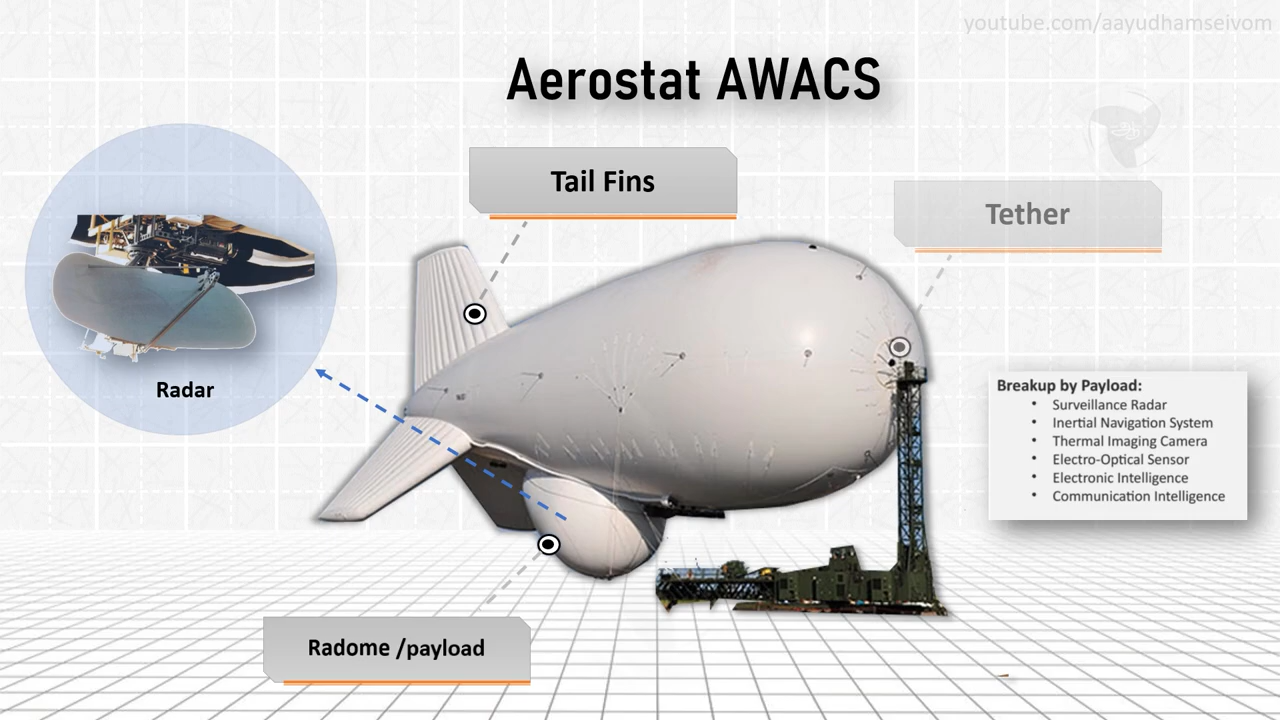 youtube.com/aayudhamseivom
Aerostat AWACS
Tail Fins
Tether
Radar
Breakup by Payload:
• Surveillance Radar
• Inertial Navigation System
• Thermal Imaging Camera
• Electro-Optical Sensor
• Electronic Intelligence
• Communication Intelligence
Radome /payload